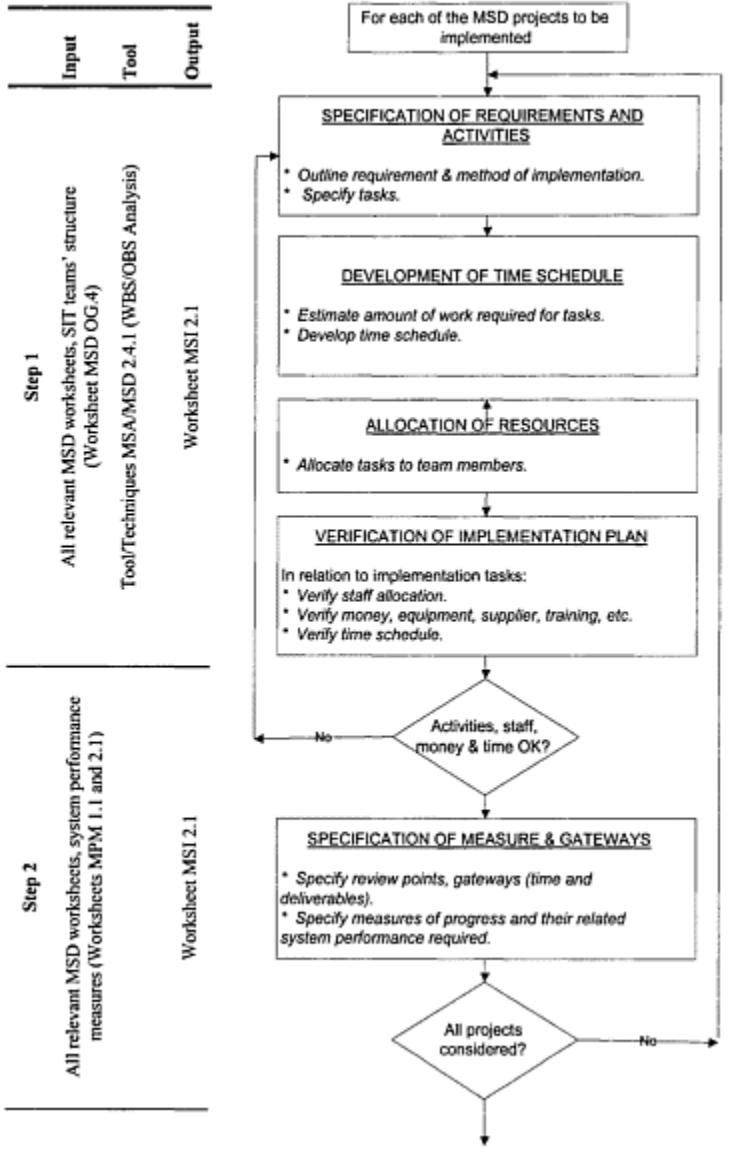 Input
Tool
Output
Step 1
All relevant MSD worksheets, SIT teams' structure
(Worksheet MSD OG.4)
Tool/Techniques MSA/MSD 2.4.1 (WBS/OBS Analysis)
Worksheet MSI 2.1
Step 2
All relevant MSD worksheets, system performance
measures (Worksheets MPM 1.1 and 2.1)
Worksheet MSI 2.1
For each of the MSD projects to be
implemented
SPECIFICATION OF REQUIREMENTS AND
ACTIVITIES
* Outline requirement & method of implementation.
* Specify tasks.
DEVELOPMENT OF TIME SCHEDULE
* Estimate amount of work required for tasks.
* Develop time schedule.
ALLOCATION OF RESOURCES
* Allocate tasks to team members.
VERIFICATION OF IMPLEMENTATION PLAN
In relation to implementation tasks:
* Verify staff allocation.
* Verify money, equipment, supplier, training, etc.
* Verify time schedule.
Activities, staff,
money & time OK?
No
SPECIFICATION OF MEASURE & GATEWAYS
* Specify review points, gateways (time and
deliverables).
* Specify measures of progress and their related
system performance required.
All projects
considered?
No